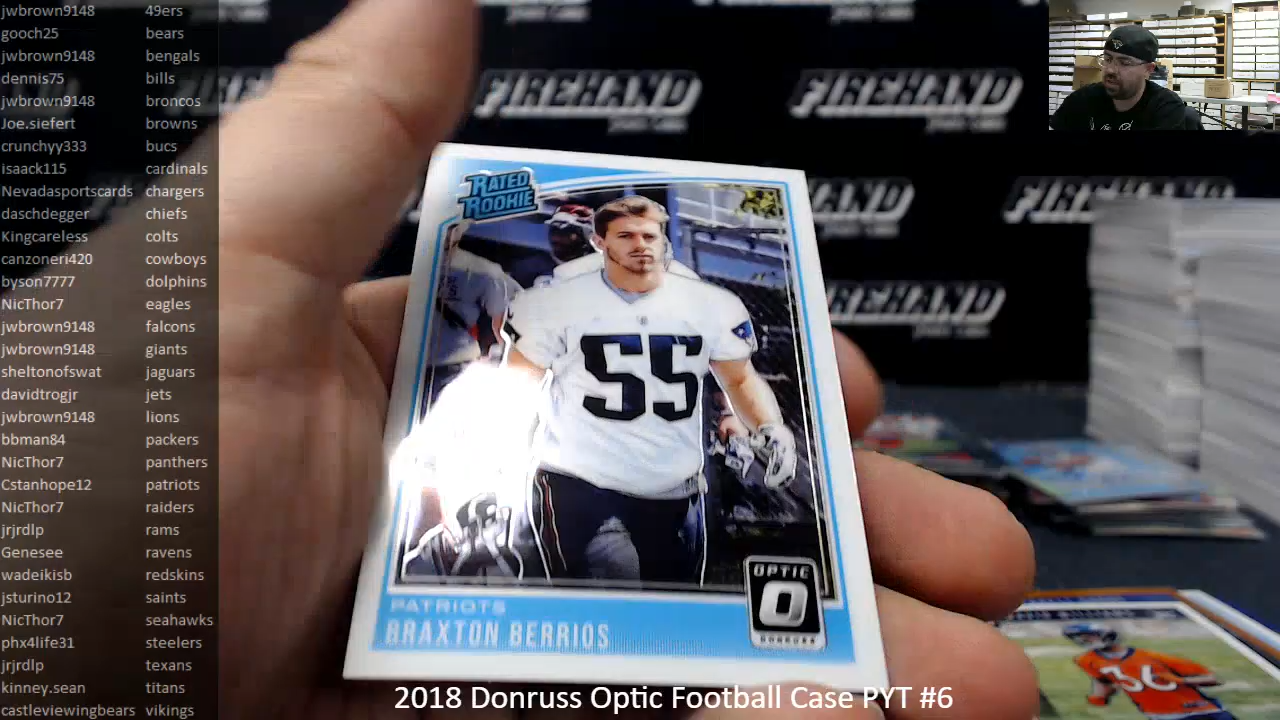 jwbrown9148 49ers
gooch25 bears
jwbrown9148 bengals
dennis75 bills
jwbrown9148 broncos
Joe.siefert browns
crunchyy333 bucs
isaack115 cardinals
Nevadasportscards chargers
daschdegger chiefs
Kingcareless colts
canzoneri420 cowboys
byson7777 dolphins
NicThor7 eagles
jwbrown9148 falcons
jwbrown9148 giants
sheltonofswat jaguars
davidtrogjr jets
jwbrown9148 lions
bbman84 packers
NicThor7 panthers
Cstanhope12 patriots
NicThor7 raiders
jrjrdlp rams
Genesee ravens
wadeikisb redskins
jsturino12 saints
NicThor7 seahawks
phx4life31 steelers
jrjrdlp texans
kinney.sean titans
castleviewingbears vikings
FIREHAND
FIREHAND
RATED
ROOKIE
55
OPTIC
O
DONRUSS
PATRIOTS
BRAXTON BERRIOS
36
2018 Donruss Optic Football Case PYT #6